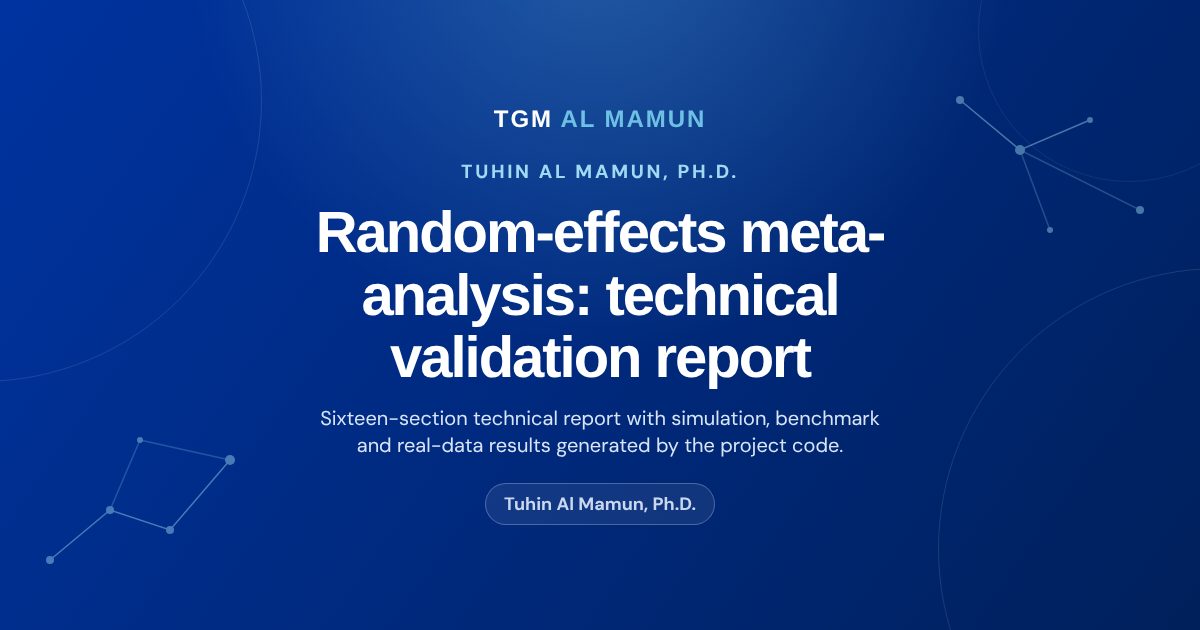 TGM AL MAMUN
TUHIN AL MAMUN, PH.D.
Random-effects meta-
analysis: technical
validation report
Sixteen-section technical report with simulation, benchmark
and real-data results generated by the project code.
Tuhin Al Mamun, Ph.D.